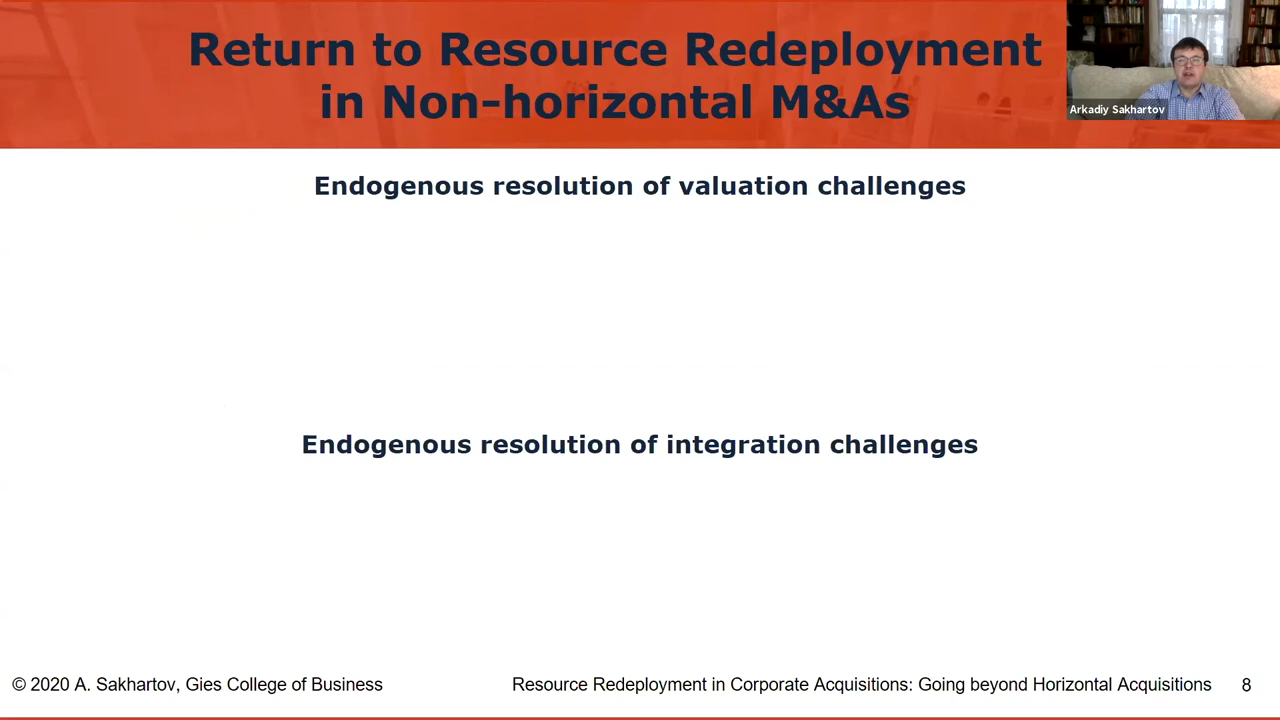 Return to Resource Redeployment
in Non-horizontal M&As
Arkadiy Sakhartov
Endogenous resolution of valuation challenges
Endogenous resolution of integration challenges
© 2020 A. Sakhartov, Gies College of Business
Resource Redeployment in Corporate Acquisitions: Going beyond Horizontal Acquisitions
8